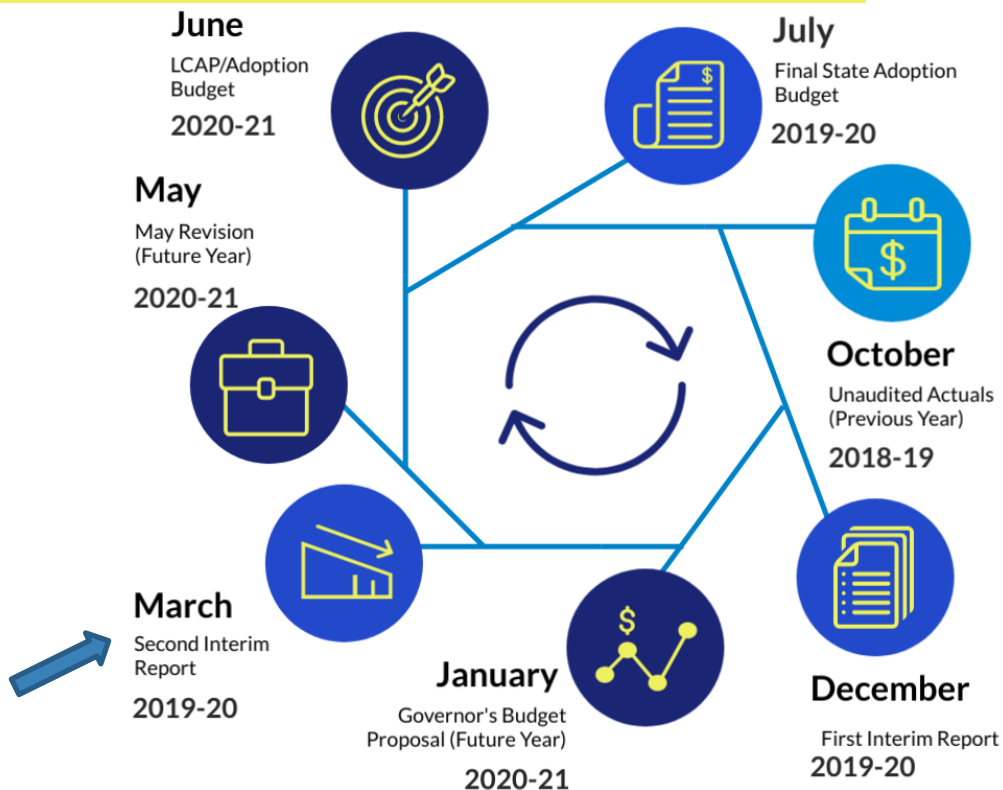 June
LCAP/Adoption
Budget
2020-21
July
Final State Adoption
Budget
2019-20
$
October
Unaudited Actuals
(Previous Year)
2018-19
$
December
First Interim Report
2019-20
January
Governor's Budget
Proposal (Future Year)
2020-21
$
March
Second Interim
Report
2019-20
May
May Revision
(Future Year)
2020-21